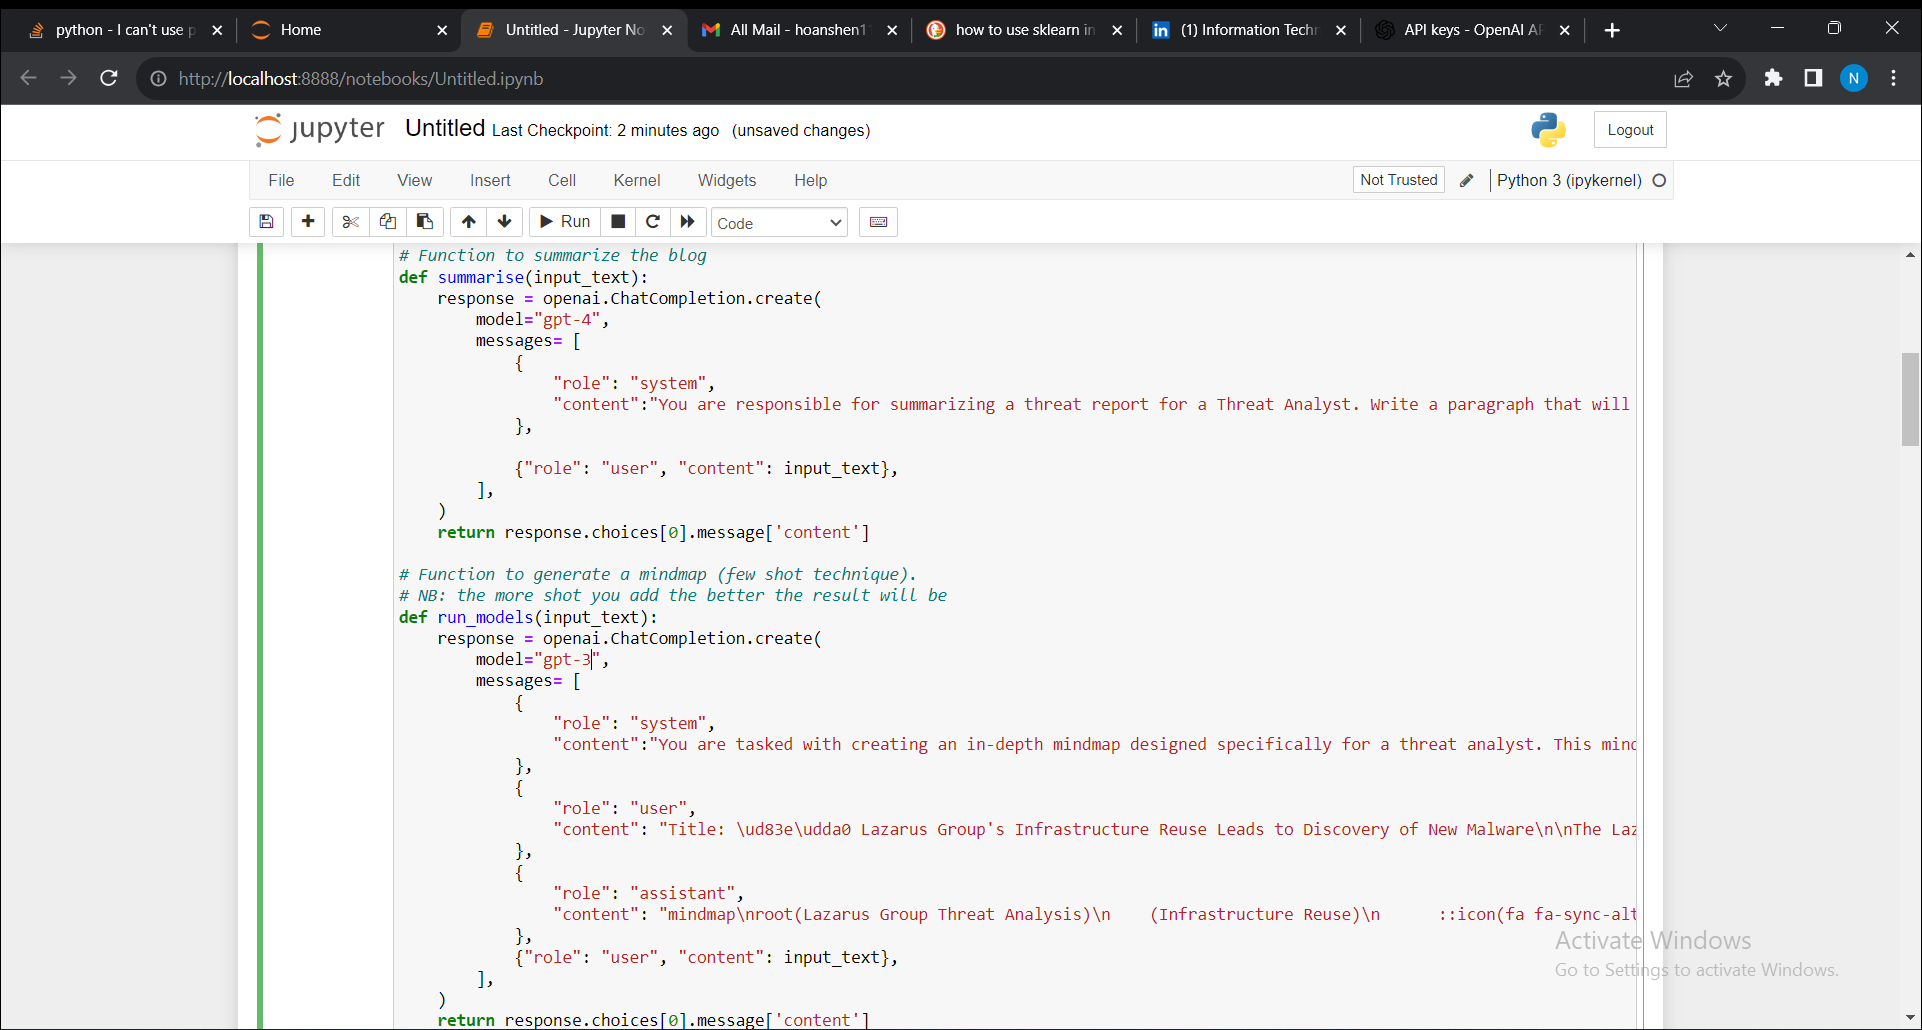 python - I can't use p
Home
Untitled - Jupyter No
All Mail - hoanshen1
how to use sklearn in
(1) Information Techn
API keys - OpenAI AP
http://localhost:8888/notebooks/Untitled.ipynb
N
jupyter Untitled Last Checkpoint: 2 minutes ago (unsaved changes)
Logout
File Edit View Insert Cell Kernel Widgets Help
Not Trusted
Python 3 (ipykernel)
Run
Code
# Function to summarize the blog
def summarise(input_text):
    response = openai.ChatCompletion.create(
        model="gpt-4",
        messages= [
            {
                "role": "system",
                "content":"You are responsible for summarizing a threat report for a Threat Analyst. Write a paragraph that will
            },
            {"role": "user", "content": input_text},
        ],
    )
    return response.choices[0].message['content']
# Function to generate a mindmap (few shot technique).
# NB: the more shot you add the better the result will be
def run_models(input_text):
    response = openai.ChatCompletion.create(
        model="gpt-3",
        messages= [
            {
                "role": "system",
                "content":"You are tasked with creating an in-depth mindmap designed specifically for a threat analyst. This mind
            },
            {
                "role": "user",
                "content": "Title: \ud83e\udda0 Lazarus Group's Infrastructure Reuse Leads to Discovery of New Malware\n\nThe Laz
            },
            {
                "role": "assistant",
                "content": "mindmap\nroot(Lazarus Group Threat Analysis)\n    (Infrastructure Reuse)\n      ::icon(fa fa-sync-alt
            },
            {"role": "user", "content": input_text},
        ],
    )
    return response.choices[0].message['content']
Activate Windows
Go to Settings to activate Windows.